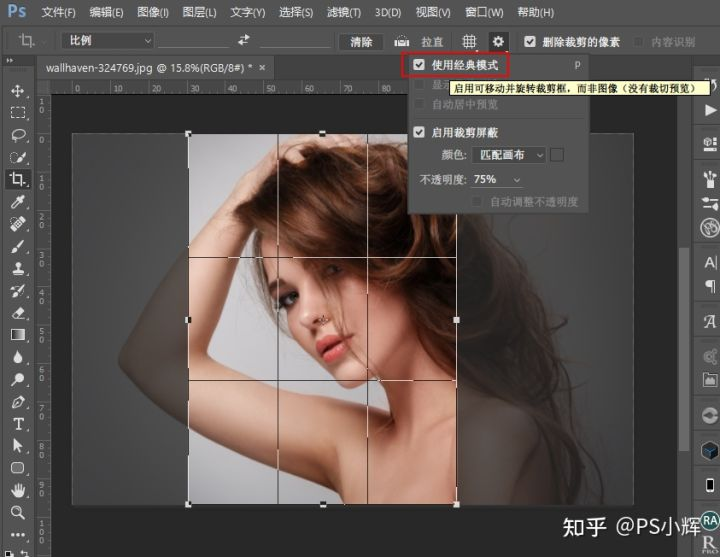 Ps 文件(F) 编辑(E) 图像(I) 图层(L) 文字(Y) 选择(S) 滤镜(T) 3D(D) 视图(V) 窗口(W) 帮助(H)
比例 清除 拉直 删除裁剪的像素 内容识别
wallhaven-324769.jpg @ 15.8%(RGB/8#) * ×
使用经典模式 P
显示
启用可移动并旋转裁剪框，而非图像（没有裁切预览）
自动居中预览
启用裁剪屏蔽
颜色: 匹配画布
不透明度: 75%
自动调整不透明度
知乎 @PS小辉